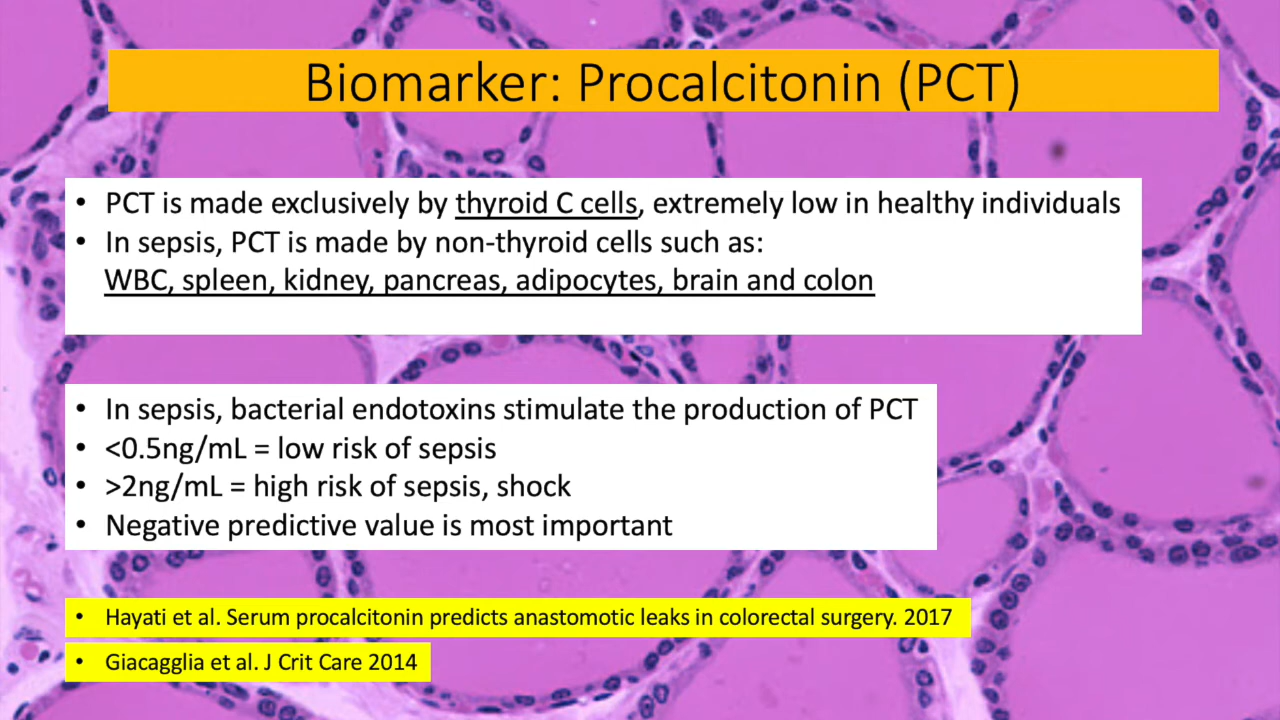 Biomarker: Procalcitonin (PCT)
• PCT is made exclusively by thyroid C cells, extremely low in healthy individuals
• In sepsis, PCT is made by non-thyroid cells such as:
WBC, spleen, kidney, pancreas, adipocytes, brain and colon
• In sepsis, bacterial endotoxins stimulate the production of PCT
• <0.5ng/mL = low risk of sepsis
• >2ng/mL = high risk of sepsis, shock
• Negative predictive value is most important
• Hayati et al. Serum procalcitonin predicts anastomotic leaks in colorectal surgery. 2017
• Giacagglia et al. J Crit Care 2014